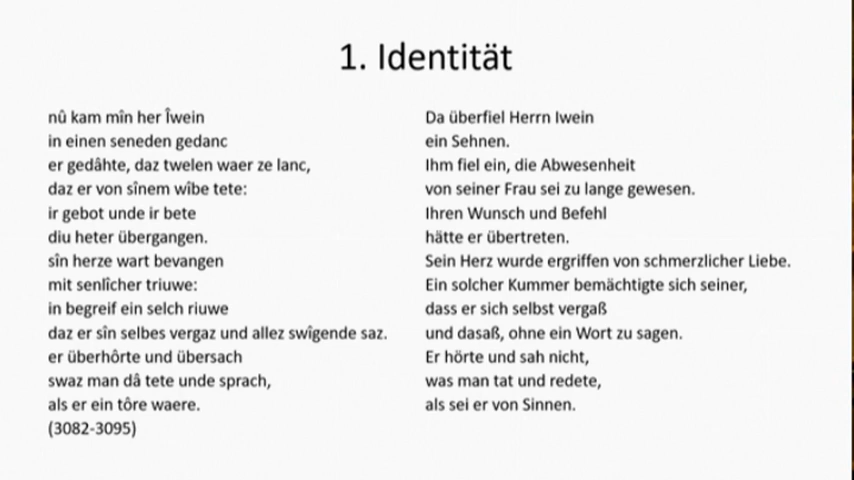 1. Identität
nû kam mîn her Îwein
in einen seneden gedanc
er gedâhte, daz twelen waer ze lanc,
daz er von sînem wîbe tete:
ir gebot unde ir bete
diu heter übergangen.
sîn herze wart bevangen
mit senlîcher triuwe:
in begreif ein selch riuwe
daz er sîn selbes vergaz und allez swîgende saz.
er überhôrte und übersach
swaz man dâ tete unde sprach,
als er ein tôre waere.
(3082-3095)
Da überfiel Herrn Iwein
ein Sehnen.
Ihm fiel ein, die Abwesenheit
von seiner Frau sei zu lange gewesen.
Ihren Wunsch und Befehl
hätte er übertreten.
Sein Herz wurde ergriffen von schmerzlicher Liebe.
Ein solcher Kummer bemächtigte sich seiner,
dass er sich selbst vergaß
und dasaß, ohne ein Wort zu sagen.
Er hörte und sah nicht,
was man tat und redete,
als sei er von Sinnen.